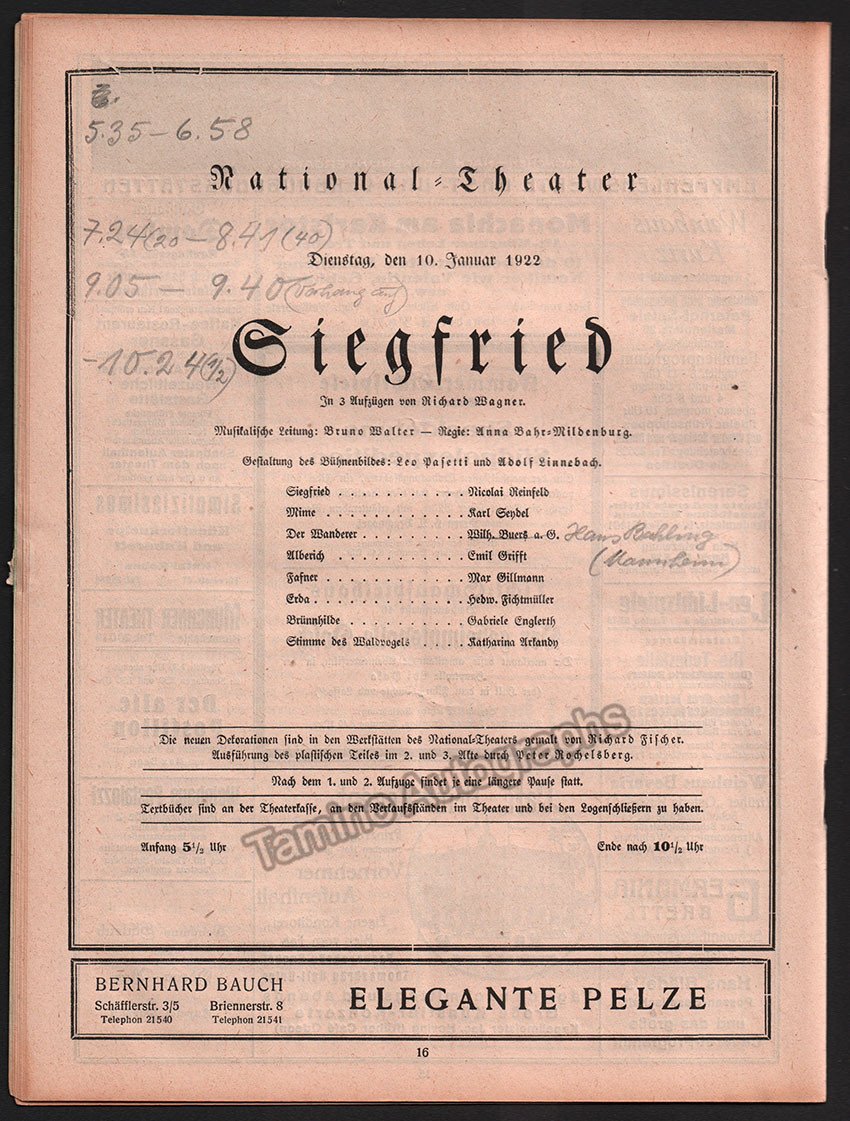 5.35 – 6.58
National-Theater
7.24 (20 – 8.41 (40)
Dienstag, den 10. Januar 1922
9.05 – 9.40 (Vorhang auf)
Siegfried
– 10.24 (1/2)
In 3 Aufzügen von Richard Wagner.
Musikalische Leitung: Bruno Walter — Regie: Anna Bahr-Mildenburg.
Gestaltung des Bühnenbildes: Leo Pasetti und Adolf Linnebach.
Siegfried . . . . . . . . . . . . Nicolai Reinfeld
Mime . . . . . . . . . . . . . Karl Seydel
Der Wanderer . . . . . . . . . . Wilh. Buers a. G. Hans Bahling
(Mannheim)
Alberich . . . . . . . . . . . . Emil Grifft
Fafner . . . . . . . . . . . . . Max Gillmann
Erda . . . . . . . . . . . . . . Hedw. Fichtmüller
Brünnhilde . . . . . . . . . . . Gabriele Englerth
Stimme des Waldvogels . . . . . Katharina Arkandy
Die neuen Dekorationen sind in den Werkstätten des National-Theaters gemalt von Richard Fischer.
Ausführung des plastischen Teiles im 2. und 3. Akte durch Peter Rochelsberg.
Nach dem 1. und 2. Aufzuge findet je eine längere Pause statt.
Textbücher sind an der Theaterkasse, an den Verkaufsständen im Theater und bei den Logenschließern zu haben.
Anfang 5½ Uhr Ende nach 10½ Uhr
Tamino Autographs
BERNHARD BAUCH
Schäfflerstr. 3/5 Briennerstr. 8
Telephon 21540 Telephon 21541
ELEGANTE PELZE
16